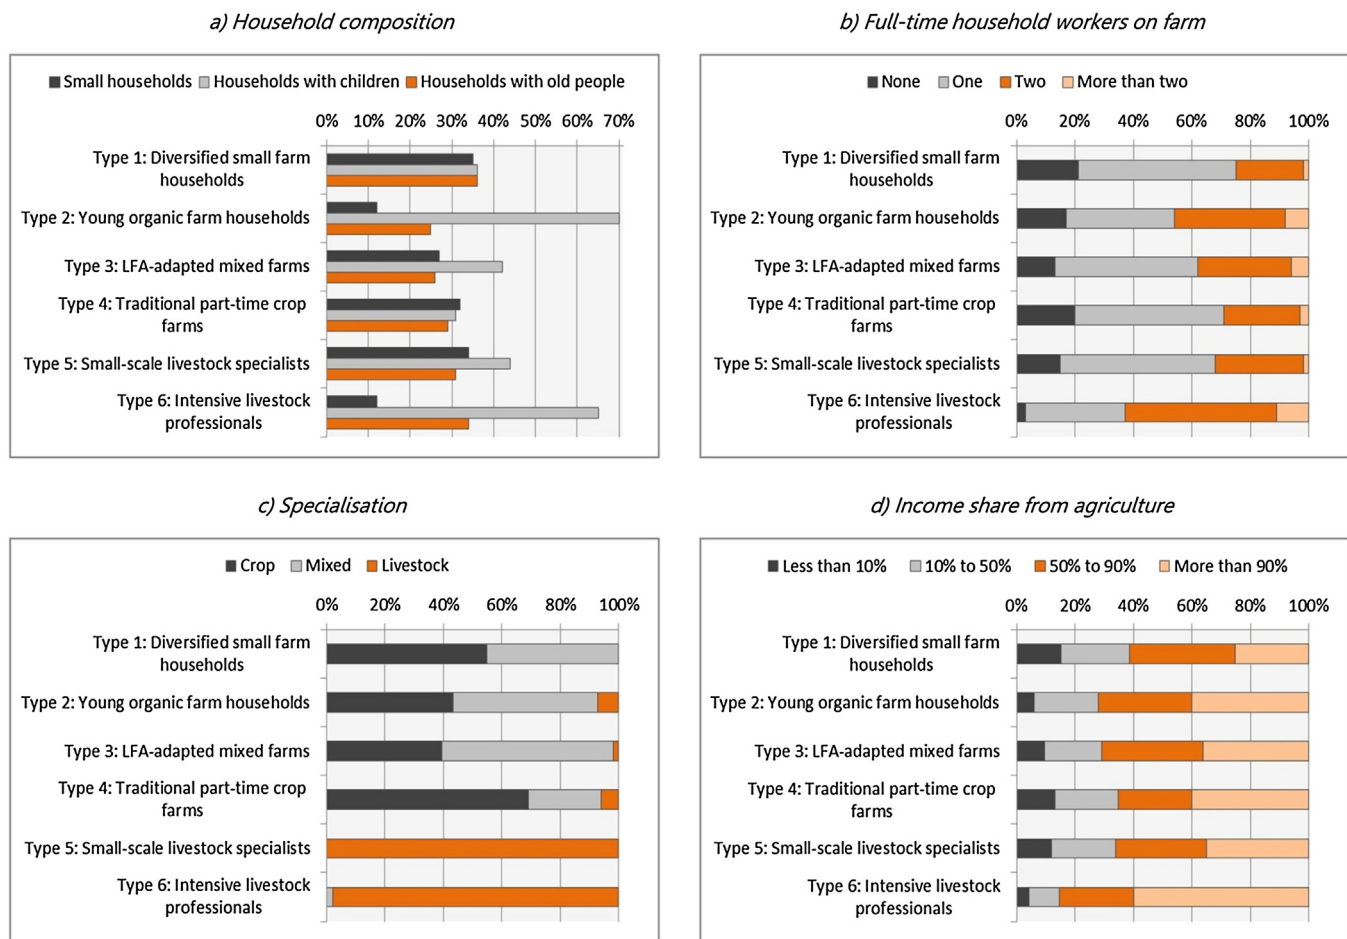 a) Household composition
Small households Households with children Households with old people
0% 10% 20% 30% 40% 50% 60% 70%
Type 1: Diversified small farm
households
Type 2: Young organic farm households
Type 3: LFA-adapted mixed farms
Type 4: Traditional part-time crop
farms
Type 5: Small-scale livestock specialists
Type 6: Intensive livestock
professionals
b) Full-time household workers on farm
None One Two More than two
0% 20% 40% 60% 80% 100%
Type 1: Diversified small farm
households
Type 2: Young organic farm households
Type 3: LFA-adapted mixed farms
Type 4: Traditional part-time crop
farms
Type 5: Small-scale livestock specialists
Type 6: Intensive livestock
professionals
c) Specialisation
Crop Mixed Livestock
0% 20% 40% 60% 80% 100%
Type 1: Diversified small farm
households
Type 2: Young organic farm households
Type 3: LFA-adapted mixed farms
Type 4: Traditional part-time crop
farms
Type 5: Small-scale livestock specialists
Type 6: Intensive livestock
professionals
d) Income share from agriculture
Less than 10% 10% to 50% 50% to 90% More than 90%
0% 20% 40% 60% 80% 100%
Type 1: Diversified small farm
households
Type 2: Young organic farm households
Type 3: LFA-adapted mixed farms
Type 4: Traditional part-time crop
farms
Type 5: Small-scale livestock specialists
Type 6: Intensive livestock
professionals